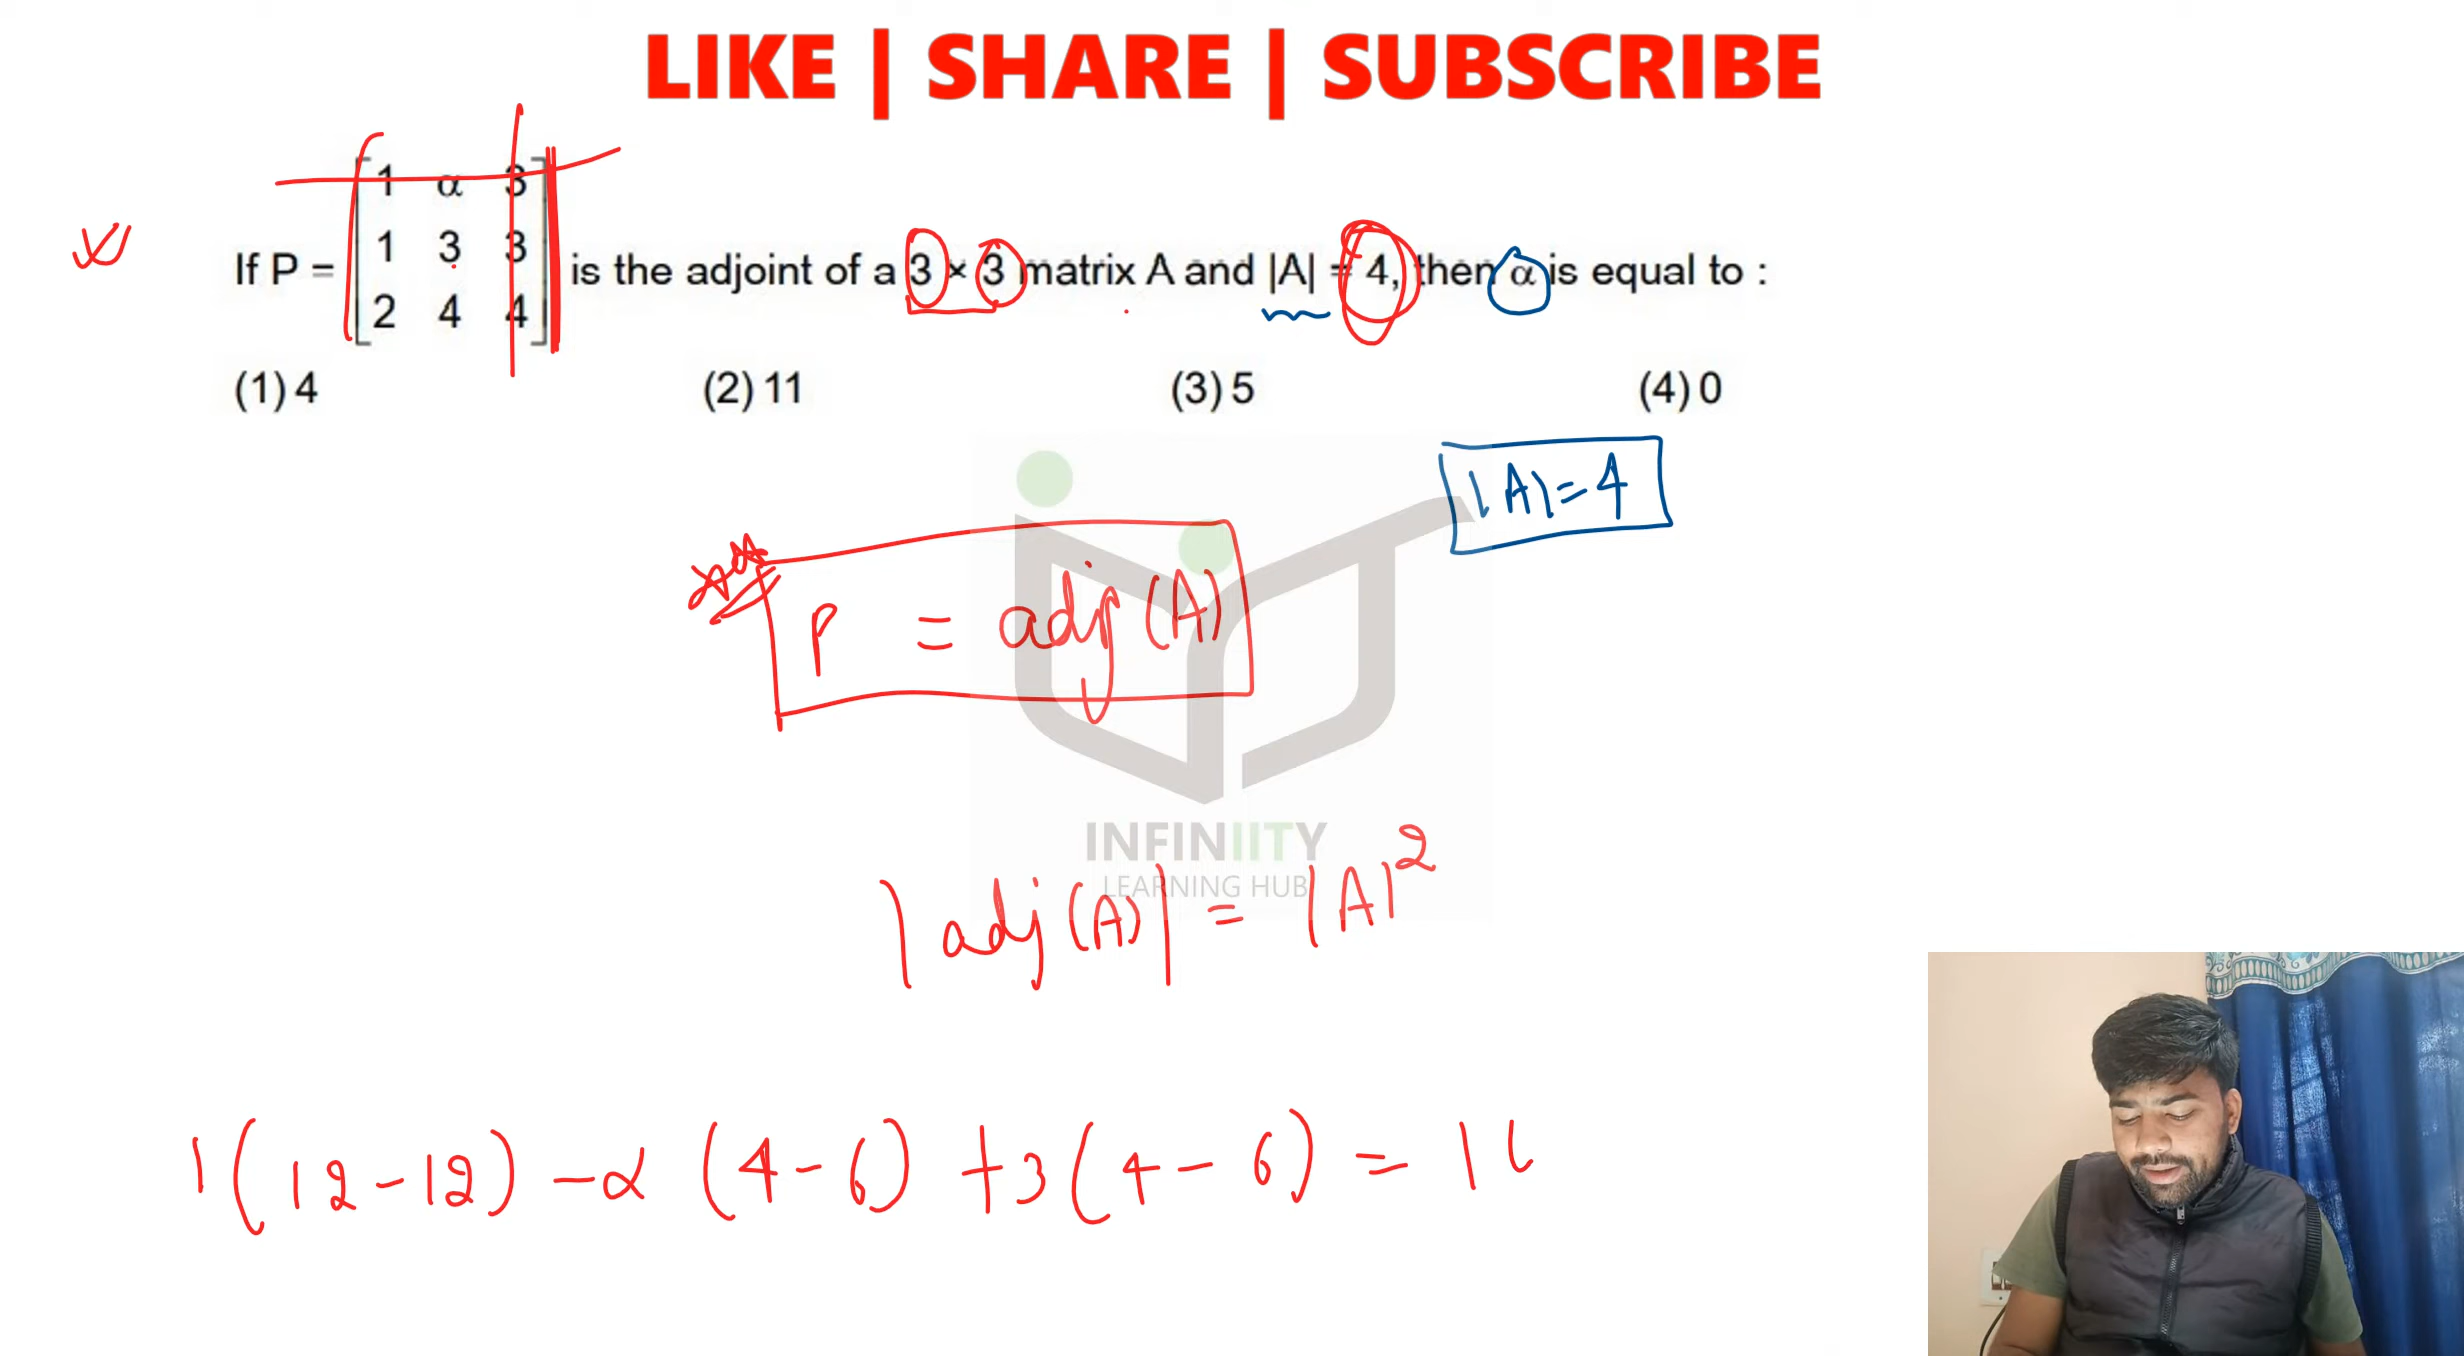 LIKE | SHARE | SUBSCRIBE
If P = [1 α 3
1 3 3
2 4 4] is the adjoint of a 3 × 3 matrix A and |A| = 4, then α is equal to :
(1) 4 (2) 11 (3) 5 (4) 0
|A| = 4
P = adj(A)
INFINIITY
LEARNING HUB
|adj(A)| = |A|²
1(12-12) -α (4-6) +3(4-6) = 1